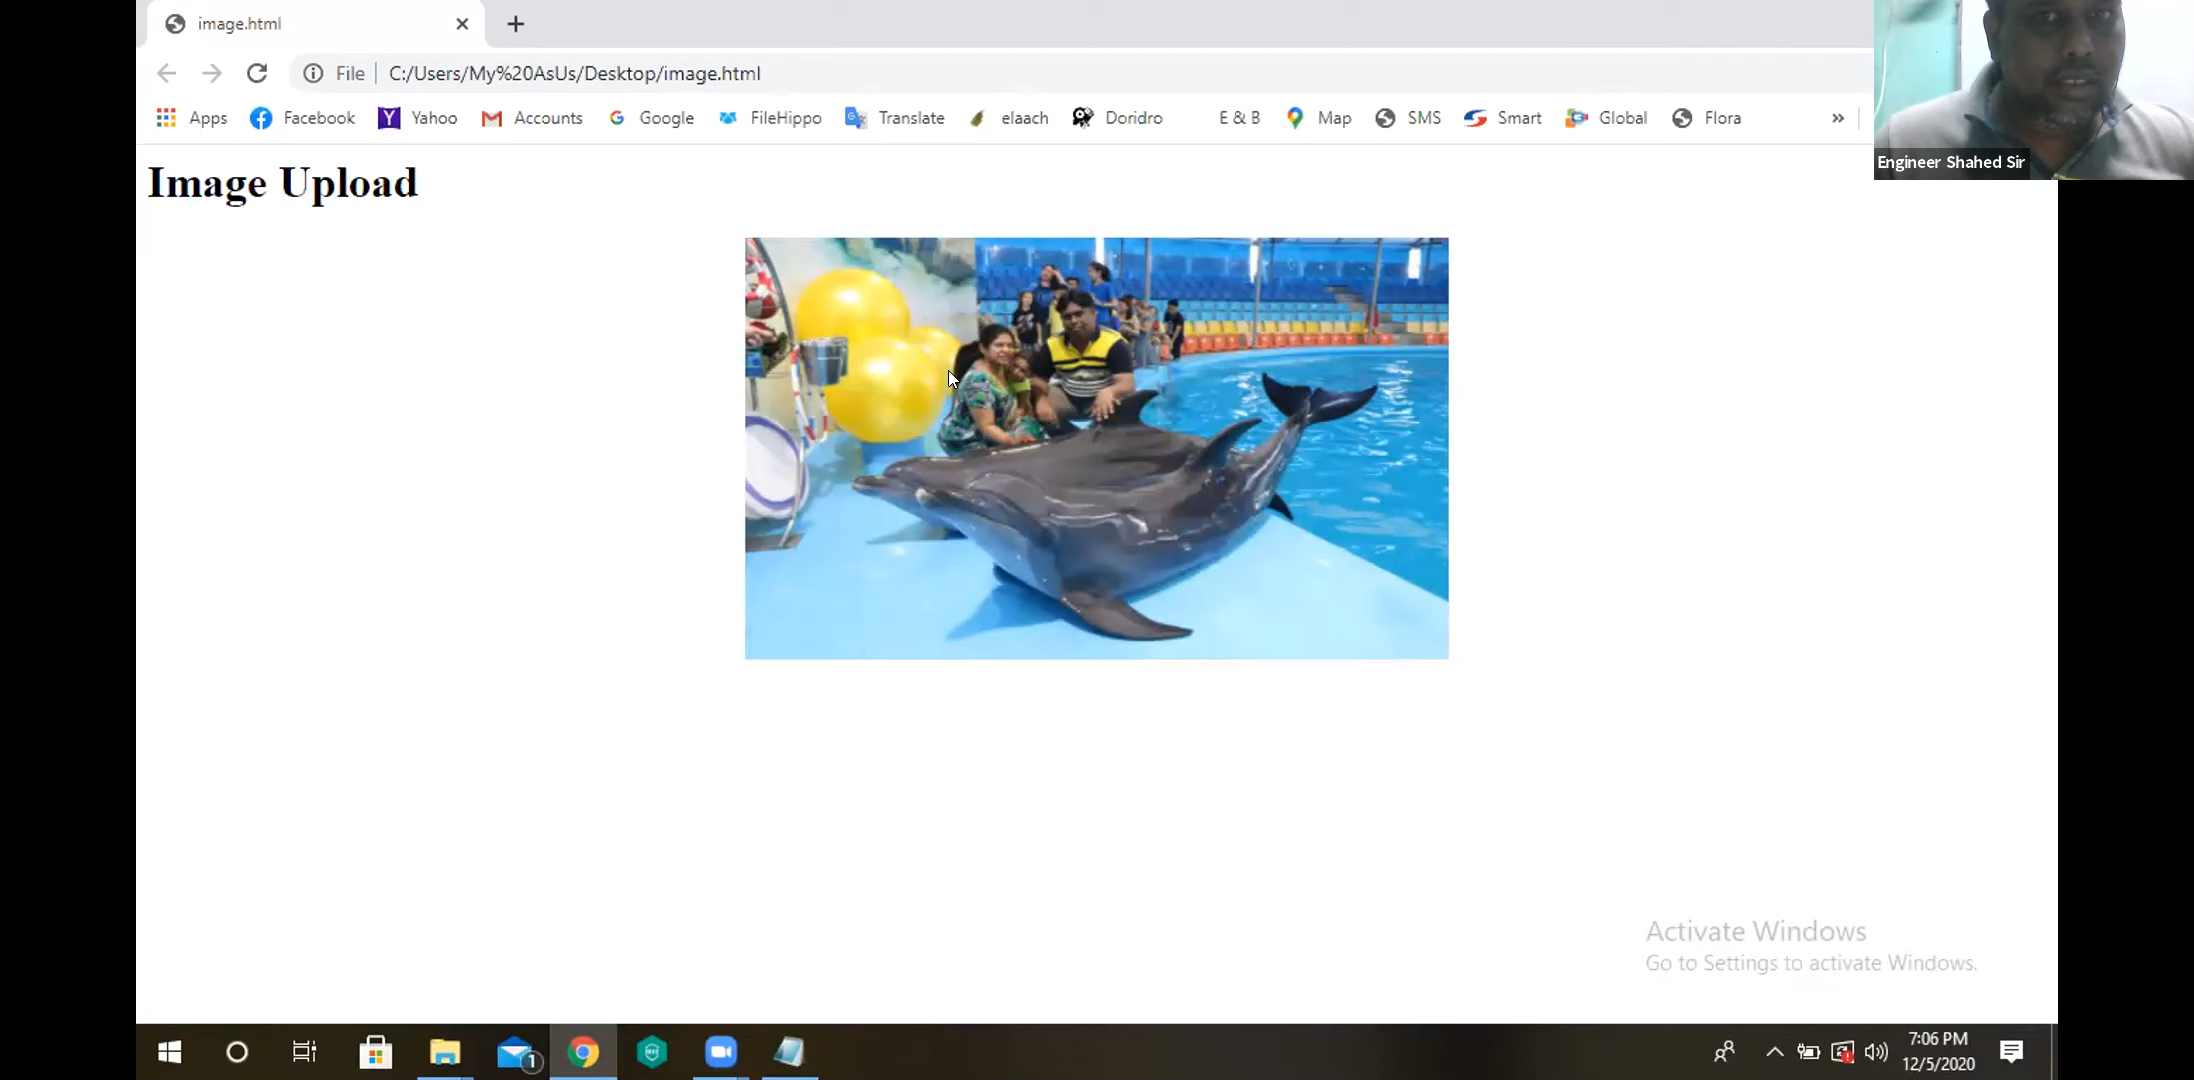 image.html
File
C:/Users/My%20AsUs/Desktop/image.html
Apps Facebook Yahoo Accounts Google FileHippo Translate elaach Doridro E & B Map SMS Smart Global Flora »
Engineer Shahed Sir
Image Upload
Activate Windows
Go to Settings to activate Windows.
1
7:06 PM
12/5/2020